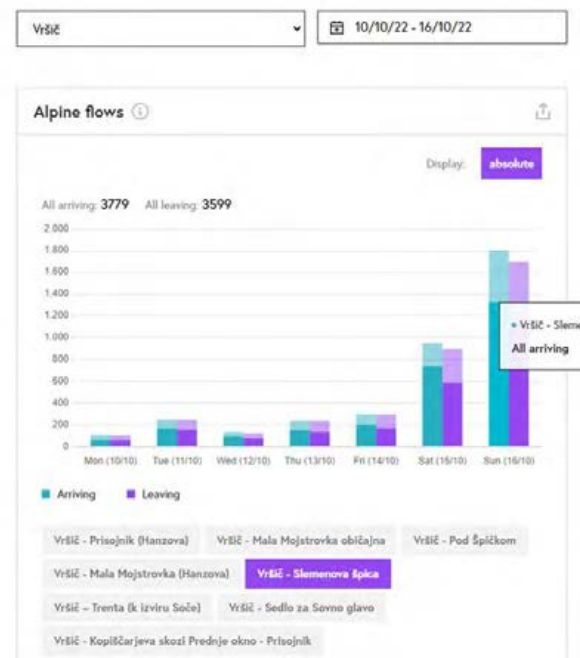 Vršič
10/10/22 - 16/10/22
Alpine flows
Display: absolute
All arriving: 3779 All leaving: 3599
2.000
1.800
1.600
1.400
1.200
1.000
800
600
400
200
0
Mon (10/10) Tue (11/10) Wed (12/10) Thu (13/10) Fri (14/10) Sat (15/10) Sun (16/10)
• Vršič - Sleme
All arriving
Arriving Leaving
Vršič - Prisojnik (Hanzova) Vršič - Mala Mojstrovka običajna Vršič - Pod Špičkom
Vršič - Mala Mojstrovka (Hanzova) Vršič - Slemenova špica
Vršič – Trenta (k izviru Soče) Vršič - Sedlo za Sovno glavo
Vršič - Kopiščarjeva skozi Prednje okno - Prisojnik